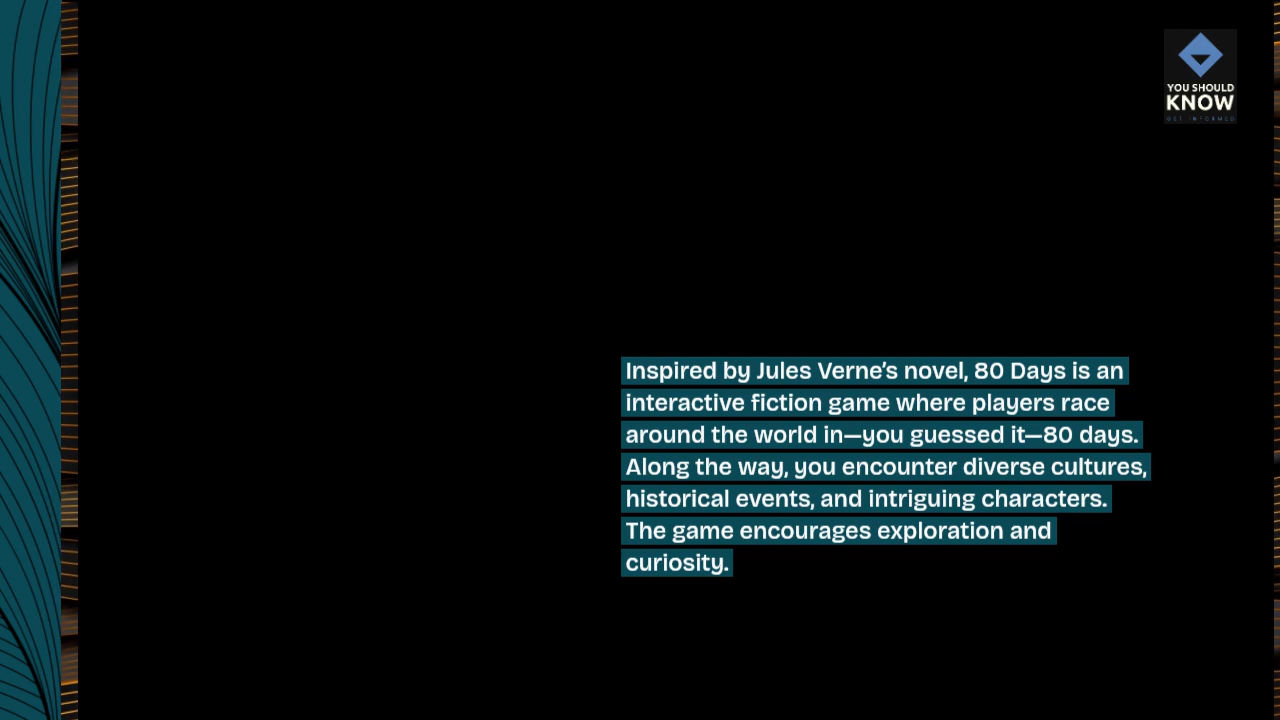 YOU SHOULD
KNOW
GET INFORMED
Inspired by Jules Verne's novel, 80 Days is an
interactive fiction game where players race
around the world in—you guessed it—80 days.
Along the way, you encounter diverse cultures,
historical events, and intriguing characters.
The game encourages exploration and
curiosity.